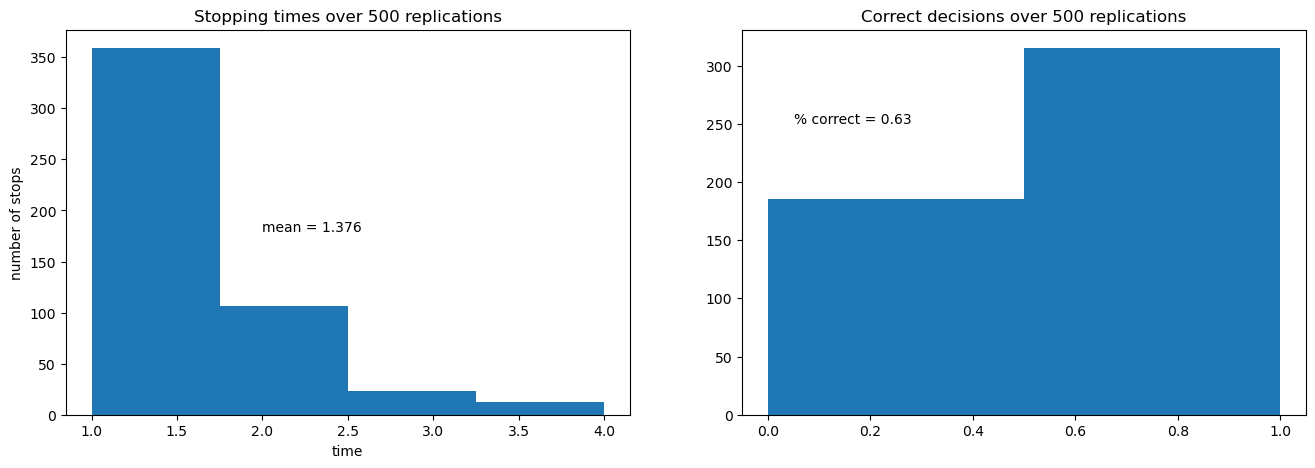 Stopping times over 500 replications
350
300
250
200
150
100
50
0
number of stops
mean = 1.376
1.0 1.5 2.0 2.5 3.0 3.5 4.0
time
Correct decisions over 500 replications
300
250
200
150
100
50
0
% correct = 0.63
0.0 0.2 0.4 0.6 0.8 1.0